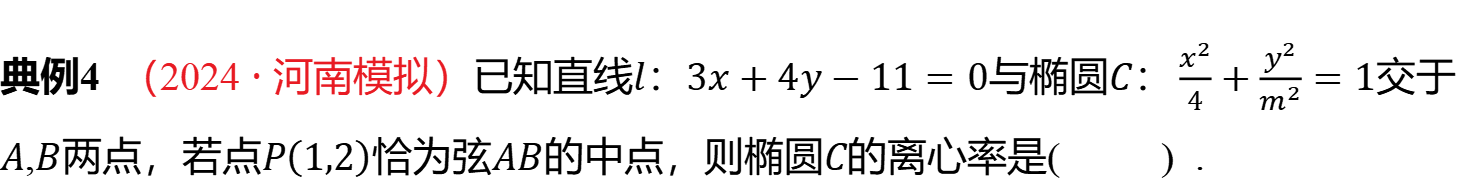 典例4 （2024·河南模拟）已知直线l：3x + 4y − 11 = 0与椭圆C：x²/4 + y²/m² = 1交于
A,B两点，若点P(1,2)恰为弦AB的中点，则椭圆C的离心率是(　　).